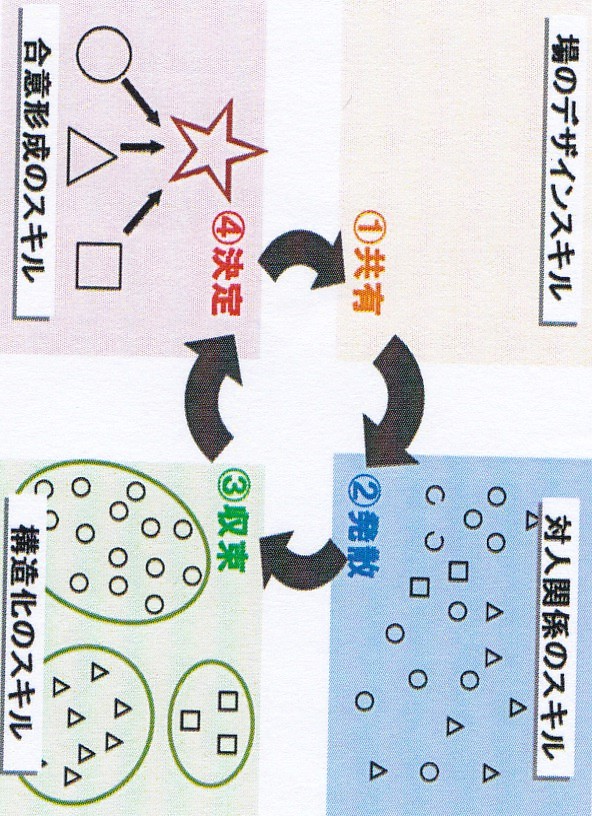 場のデザインスキル
①共有
対人関係のスキル
②発散
③収束
構造化のスキル
④決定
合意形成のスキル